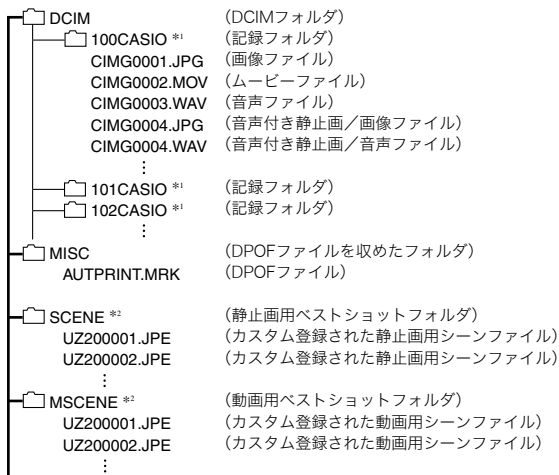 DCIM （DCIMフォルダ）
100CASIO *1 （記録フォルダ）
CIMG0001.JPG （画像ファイル）
CIMG0002.MOV （ムービーファイル）
CIMG0003.WAV （音声ファイル）
CIMG0004.JPG （音声付き静止画／画像ファイル）
CIMG0004.WAV （音声付き静止画／音声ファイル）
⋮
101CASIO *1 （記録フォルダ）
102CASIO *1 （記録フォルダ）
⋮
MISC （DPOFファイルを収めたフォルダ）
AUTPRINT.MRK （DPOFファイル）
SCENE *2 （静止画用ベストショットフォルダ）
UZ200001.JPE （カスタム登録された静止画用シーンファイル）
UZ200002.JPE （カスタム登録された静止画用シーンファイル）
⋮
MSCENE *2 （動画用ベストショットフォルダ）
UZ200001.JPE （カスタム登録された動画用シーンファイル）
UZ200002.JPE （カスタム登録された動画用シーンファイル）
⋮